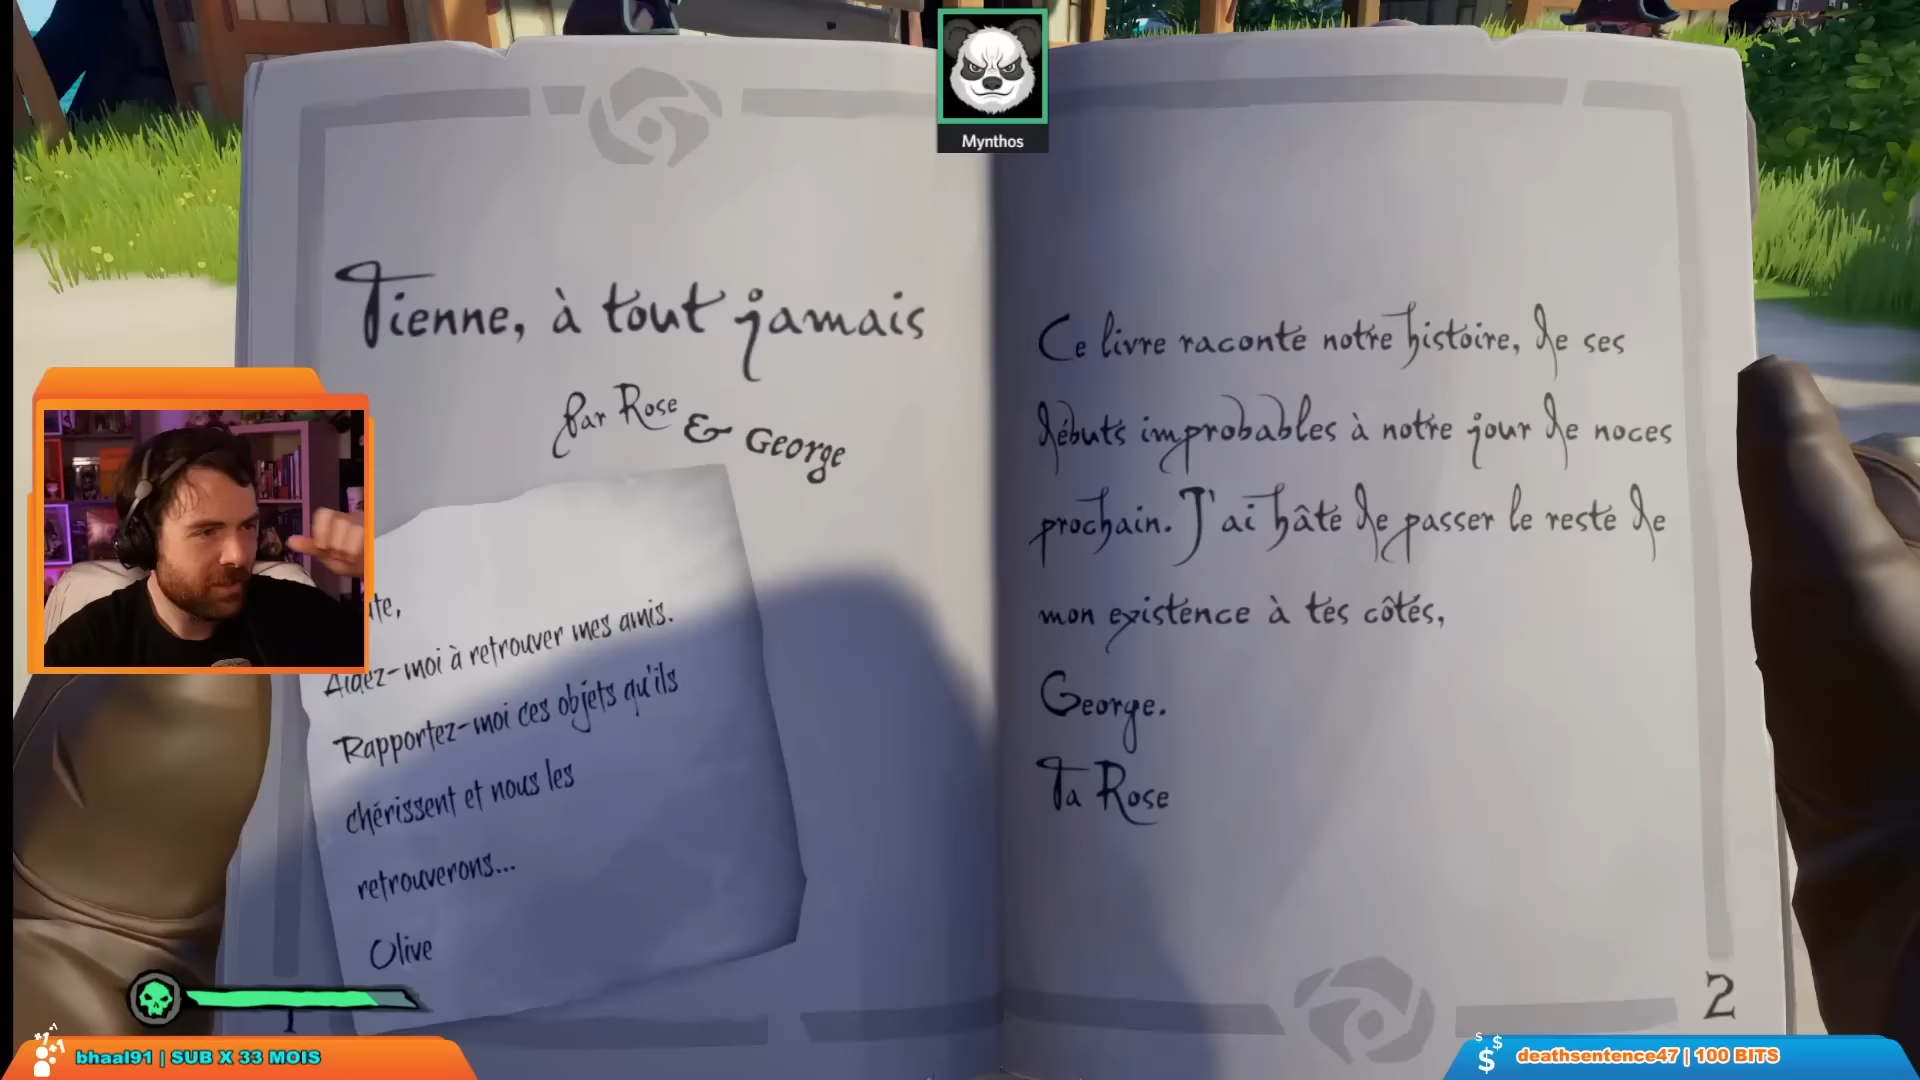 Mynthos
Tienne, à tout jamais
Par Rose & George
Aidez-moi à retrouver mes amis.
Rapportez-moi ces objets qu'ils
chérissent et nous les
retrouverons...
Olive
Ce livre raconte notre histoire, de ses
débuts improbables à notre jour de noces
prochain. J'ai hâte de passer le reste de
mon existence à tes côtés,
George.
Ta Rose
2
bhaal91 | SUB X 33 MOIS
deathsentence47 | 100 BITS